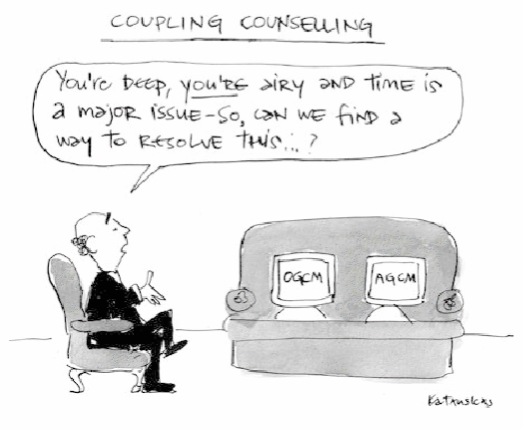 COUPLING COUNSELLING
You're DEEP, you're airy and time is
a major issue - so, can we find a
way to resolve this...?
OGCM
AGCM